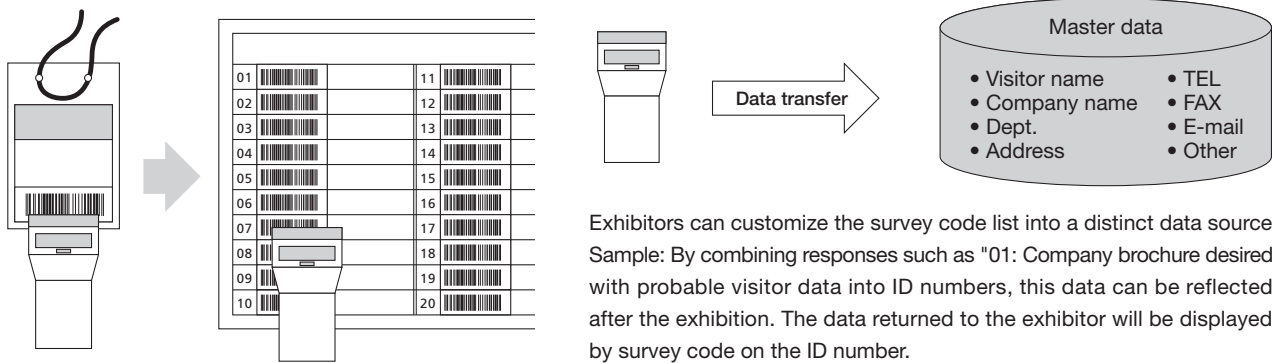 01
11
02
12
03
13
04
14
05
15
06
16
07
17
08
18
09
19
10
20
Data transfer
Master data
• Visitor name
• TEL
• Company name
• FAX
• Dept.
• E-mail
• Address
• Other
Exhibitors can customize the survey code list into a distinct data source
Sample: By combining responses such as "01: Company brochure desired
with probable visitor data into ID numbers, this data can be reflected
after the exhibition. The data returned to the exhibitor will be displayed
by survey code on the ID number.